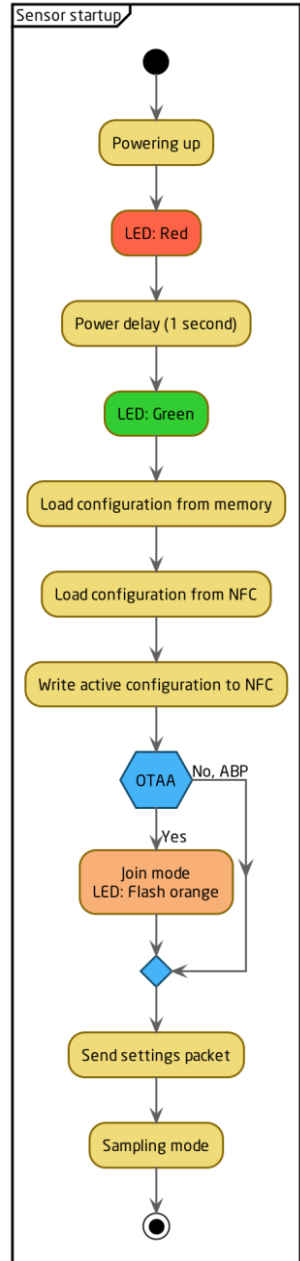 Sensor startup
Powering up
LED: Red
Power delay (1 second)
LED: Green
Load configuration from memory
Load configuration from NFC
Write active configuration to NFC
OTAA
No, ABP
Yes
Join mode
LED: Flash orange
Send settings packet
Sampling mode